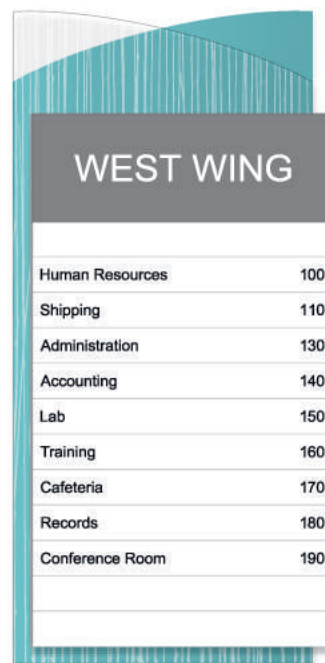 WEST WING
Human Resources 100
Shipping 110
Administration 130
Accounting 140
Lab 150
Training 160
Cafeteria 170
Records 180
Conference Room 190